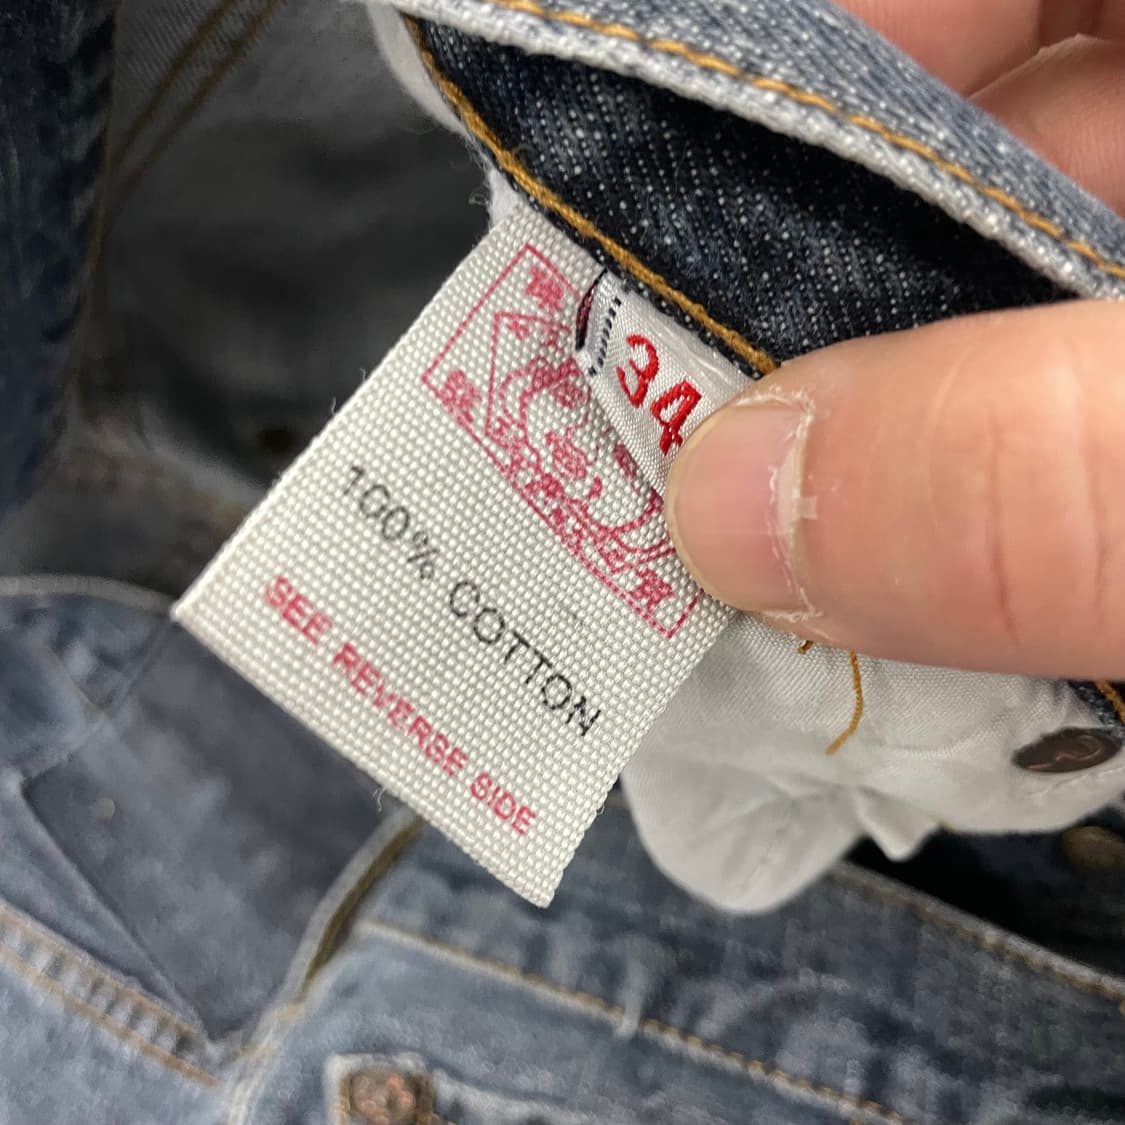 34
100% COTTON
SEE REVERSE SIDE